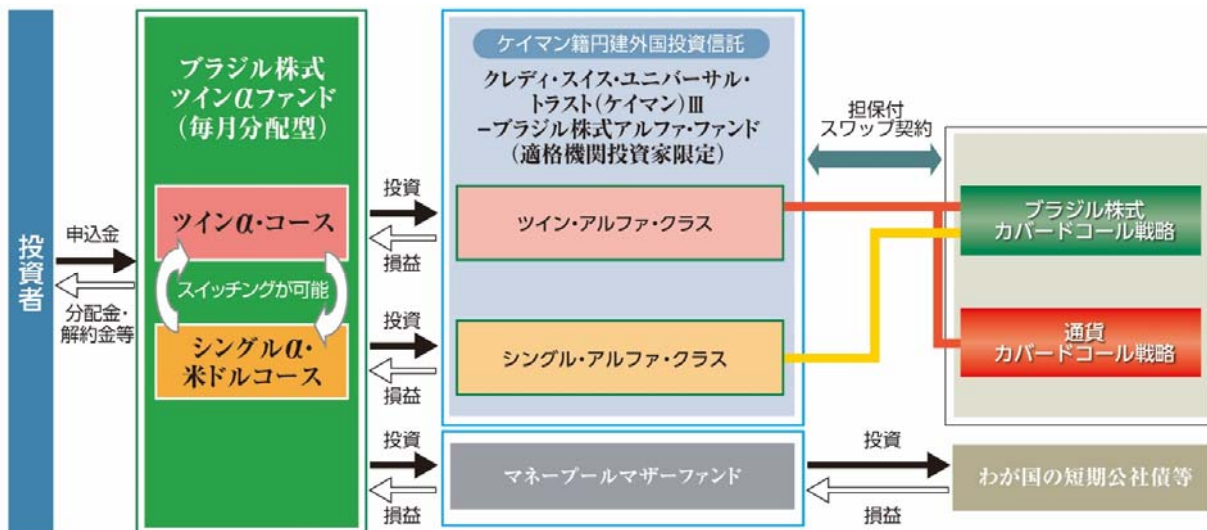 投資者
申込金
分配金・
解約金等
ブラジル株式
ツインαファンド
(毎月分配型)
ツインα・コース
スイッチングが可能
シングルα・
米ドルコース
投資
損益
投資
損益
投資
損益
ケイマン籍円建外国投資信託
クレディ・スイス・ユニバーサル・
トラスト(ケイマン)Ⅲ
−ブラジル株式アルファ・ファンド
(適格機関投資家限定)
ツイン・アルファ・クラス
シングル・アルファ・クラス
マネープールマザーファンド
担保付
スワップ契約
ブラジル株式
カバードコール戦略
通貨
カバードコール戦略
投資
損益
わが国の短期公社債等